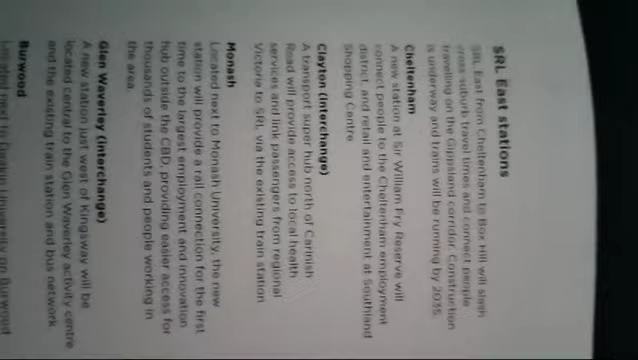 SRL East stations
SRL East from Cheltenham to Box Hill will slash
cross-suburb travel times and connect people
travelling on the Gippsland corridor. Construction
is underway and trains will be running by 2035.
Cheltenham
A new station at Sir William Fry Reserve will
connect people to the Cheltenham employment
district and retail and entertainment at Southland
Shopping Centre.
Clayton (interchange)
A transport super hub north of Carinish
Road will provide access to local health
services and link passengers from regional
Victoria to SRL via the existing train station
Monash
Located next to Monash University, the new
station will provide a rail connection for the first
time to the largest employment and innovation
hub outside the CBD, providing easier access for
thousands of students and people working in
the area.
Glen Waverley (interchange)
A new station just west of Kingsway will be
located central to the Glen Waverley activity centre
and the existing train station and bus network
Burwood
Located next to Deakin University on Burwood